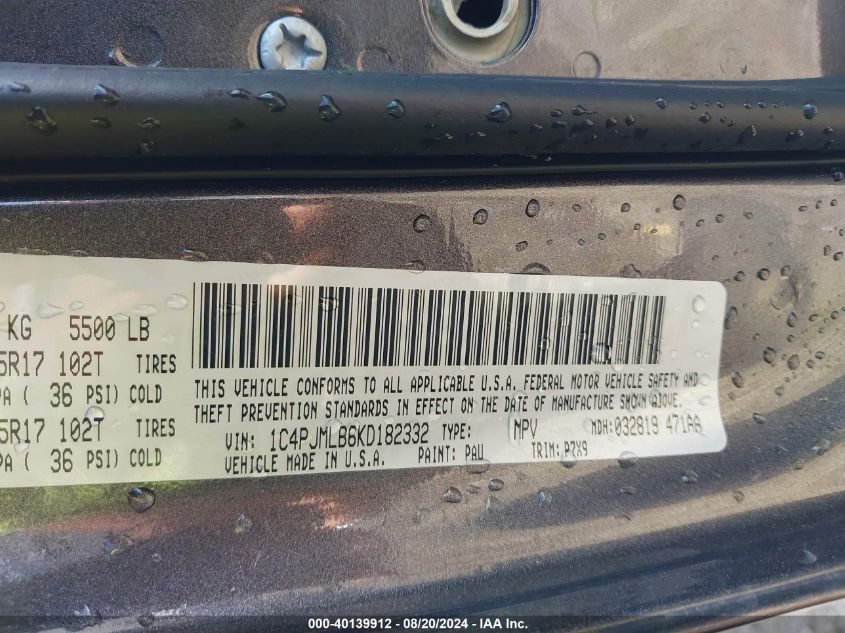 KG 5500 LB
5R17 102T TIRES
PA ( 36 PSI) COLD
5R17 102T TIRES
PA ( 36 PSI) COLD
THIS VEHICLE CONFORMS TO ALL APPLICABLE U.S.A. FEDERAL MOTOR VEHICLE SAFETY AND
THEFT PREVENTION STANDARDS IN EFFECT ON THE DATE OF MANUFACTURE SHOWN ABOVE.
VIN: 1C4PJMLB6KD182332 TYPE: MPV MDH:032819 471AA
VEHICLE MADE IN U.S.A. PAINT: PAU TRIM: P7X9
000-40139912 - 08/20/2024 - IAAI Inc.